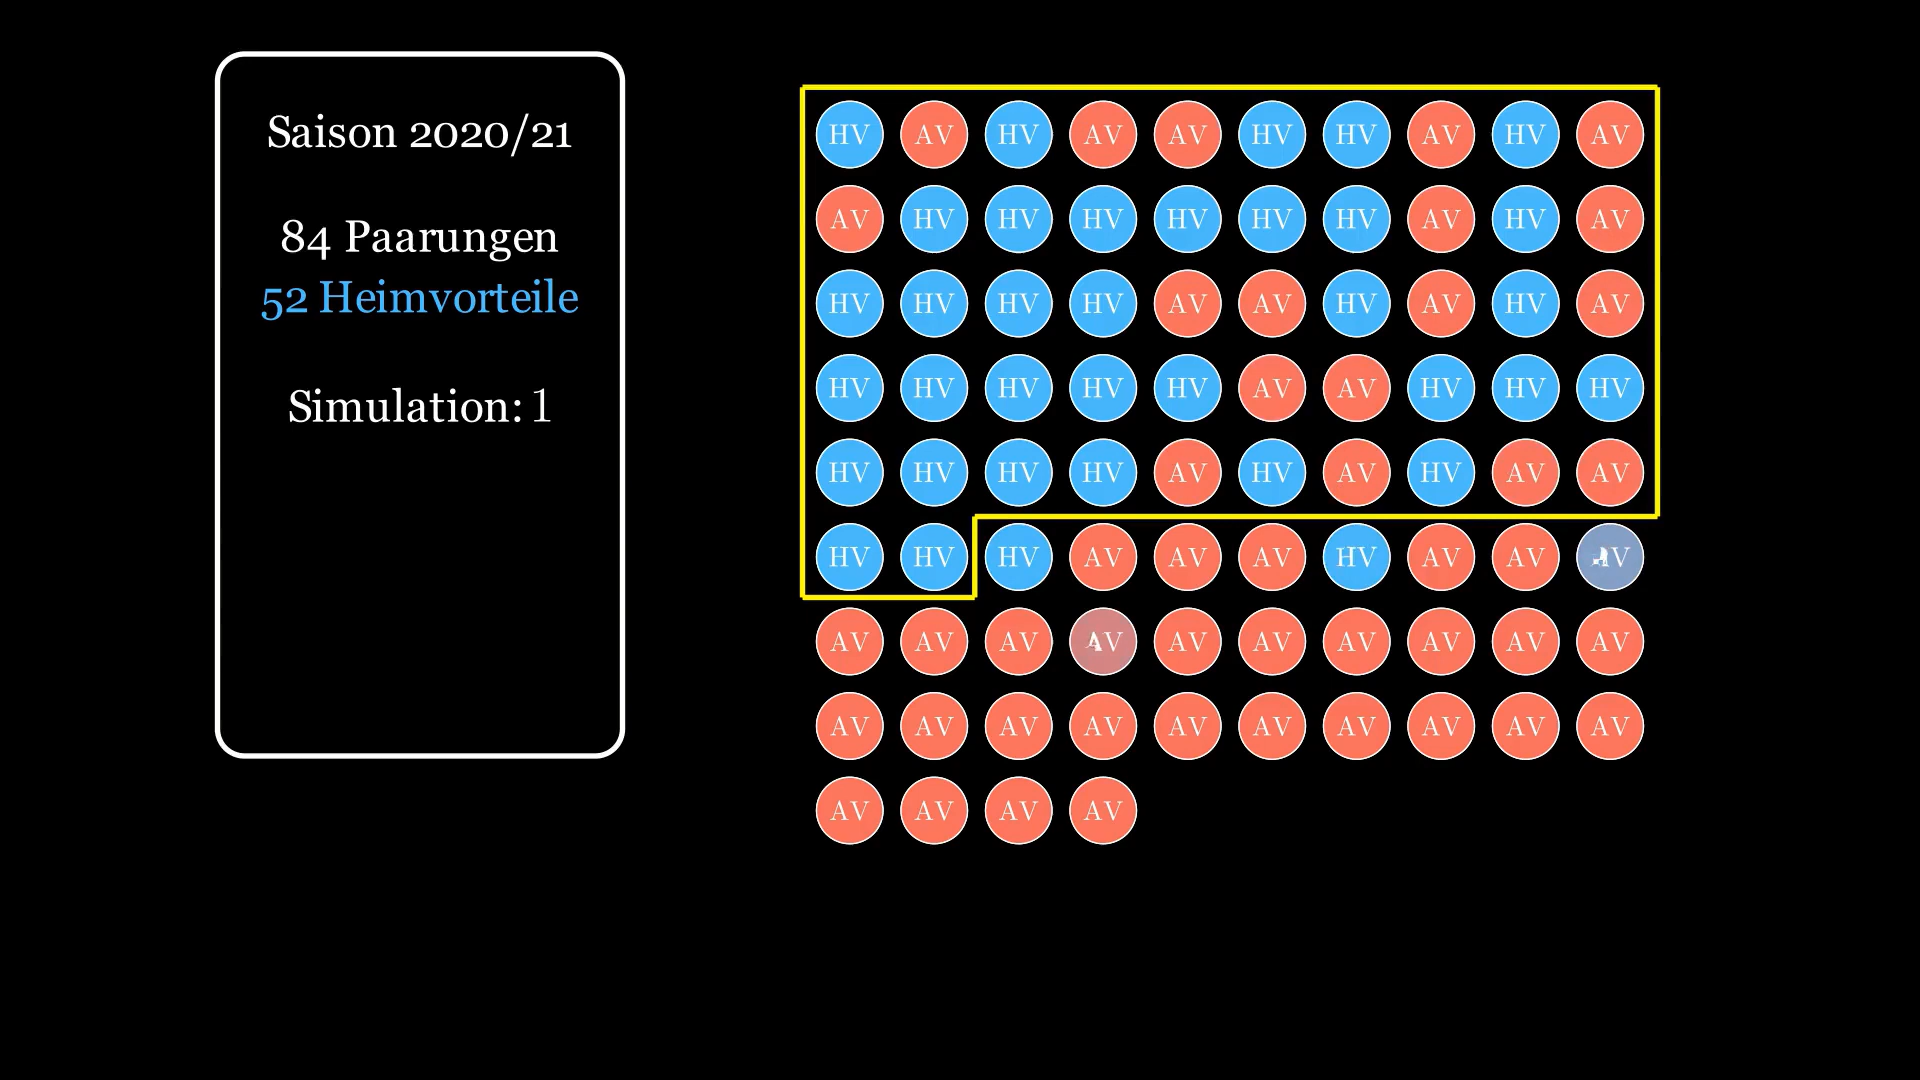 Saison 2020/21
84 Paarungen
52 Heimvorteile
Simulation: 1
HV AV HV AV AV HV HV AV HV AV
AV HV HV HV HV HV HV AV HV AV
HV HV HV HV AV AV HV AV HV AV
HV HV HV HV HV AV AV HV HV HV
HV HV HV HV AV HV AV HV AV AV
HV HV HV AV AV AV HV AV AV
AV AV AV AV AV AV AV AV AV
AV AV AV AV AV AV AV AV AV AV
AV AV AV AV